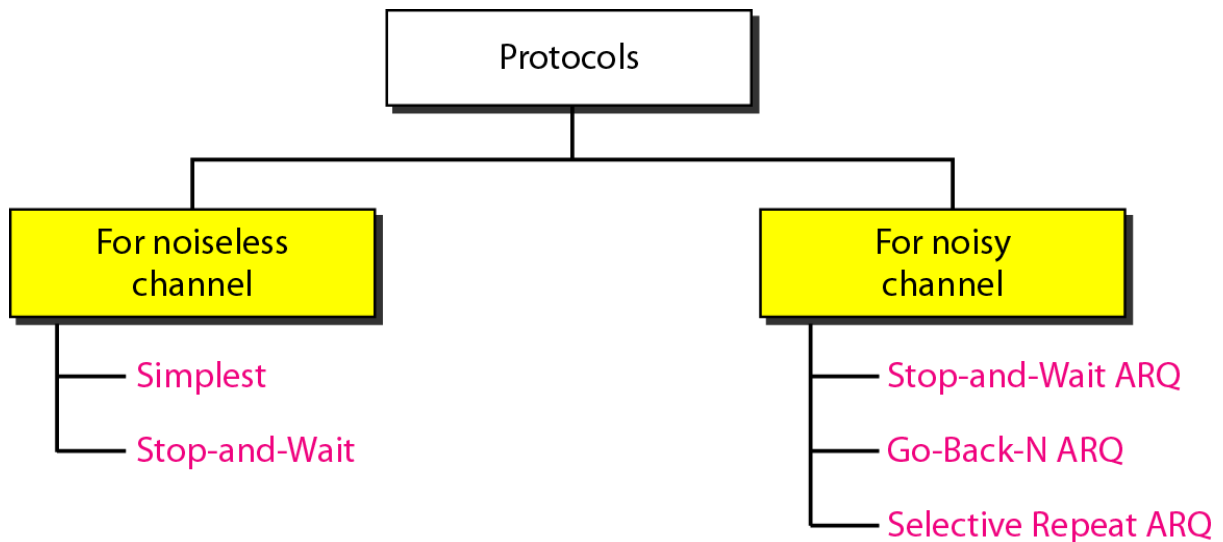 Protocols
For noiseless
channel
For noisy
channel
Simplest
Stop-and-Wait
Stop-and-Wait ARQ
Go-Back-N ARQ
Selective Repeat ARQ